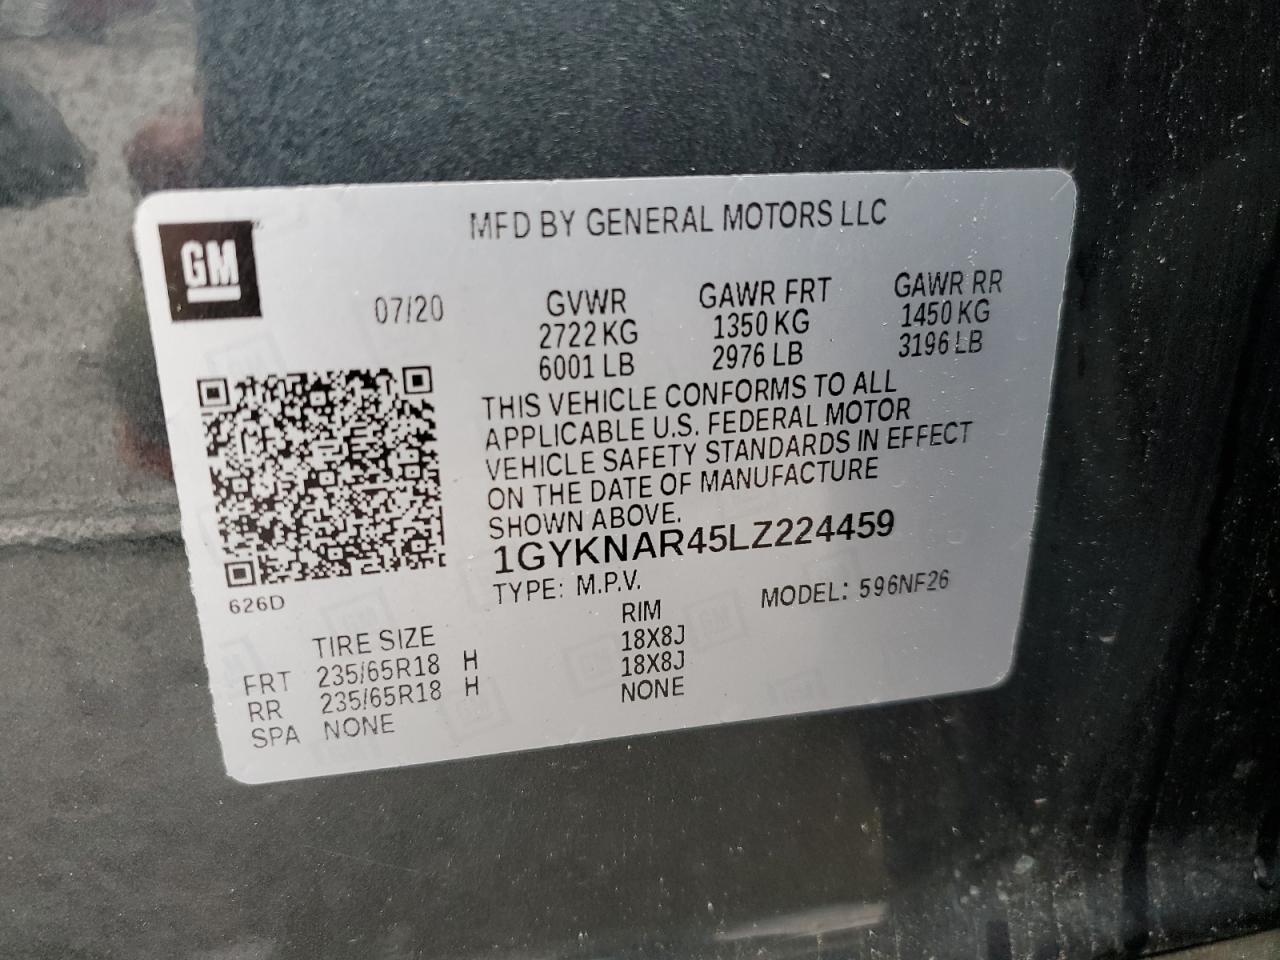 MFD BY GENERAL MOTORS LLC
GM
07/20
GVWR GAWR FRT GAWR RR
2722 KG 1350 KG 1450 KG
6001 LB 2976 LB 3196 LB
THIS VEHICLE CONFORMS TO ALL
APPLICABLE U.S. FEDERAL MOTOR
VEHICLE SAFETY STANDARDS IN EFFECT
ON THE DATE OF MANUFACTURE
SHOWN ABOVE.
1GYKNAR45LZ224459
TYPE: M.P.V. MODEL: 596NF26
626D
TIRE SIZE RIM
FRT 235/65R18 H 18X8J
RR 235/65R18 H 18X8J
SPA NONE NONE